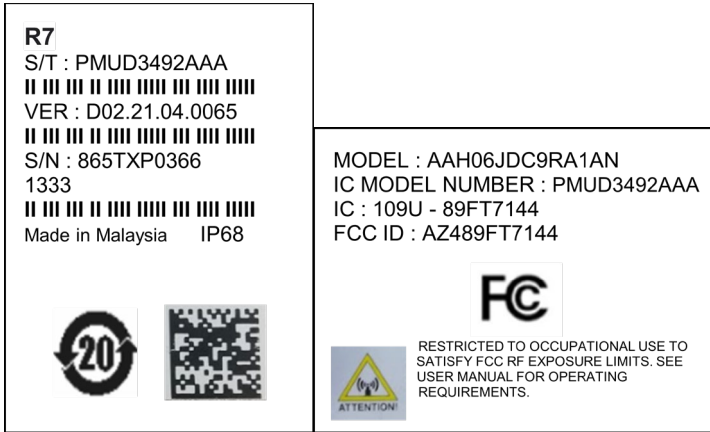 R7
S/T : PMUD3492AAA
VER : D02.21.04.0065
S/N : 865TXP0366
1333
Made in Malaysia IP68
20
MODEL : AAH06JDC9RA1AN
IC MODEL NUMBER : PMUD3492AAA
IC : 109U - 89FT7144
FCC ID : AZ489FT7144
FC
ATTENTION!
RESTRICTED TO OCCUPATIONAL USE TO
SATISFY FCC RF EXPOSURE LIMITS. SEE
USER MANUAL FOR OPERATING
REQUIREMENTS.